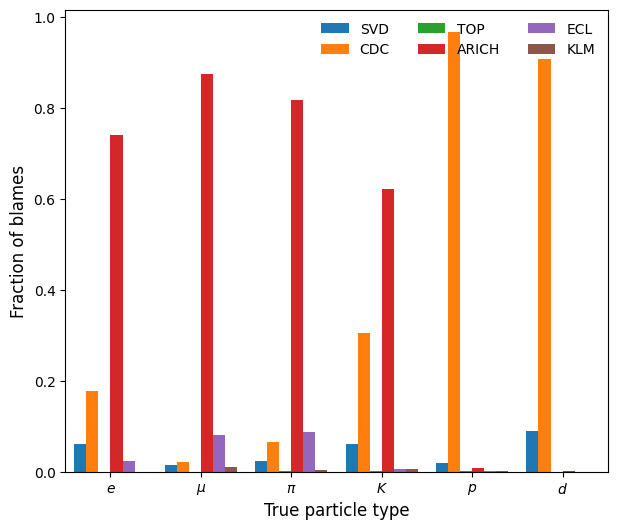 1.0
0.8
0.6
0.4
0.2
0.0
Fraction of blames
SVD TOP ECL
CDC ARICH KLM
e μ π K p d
True particle type